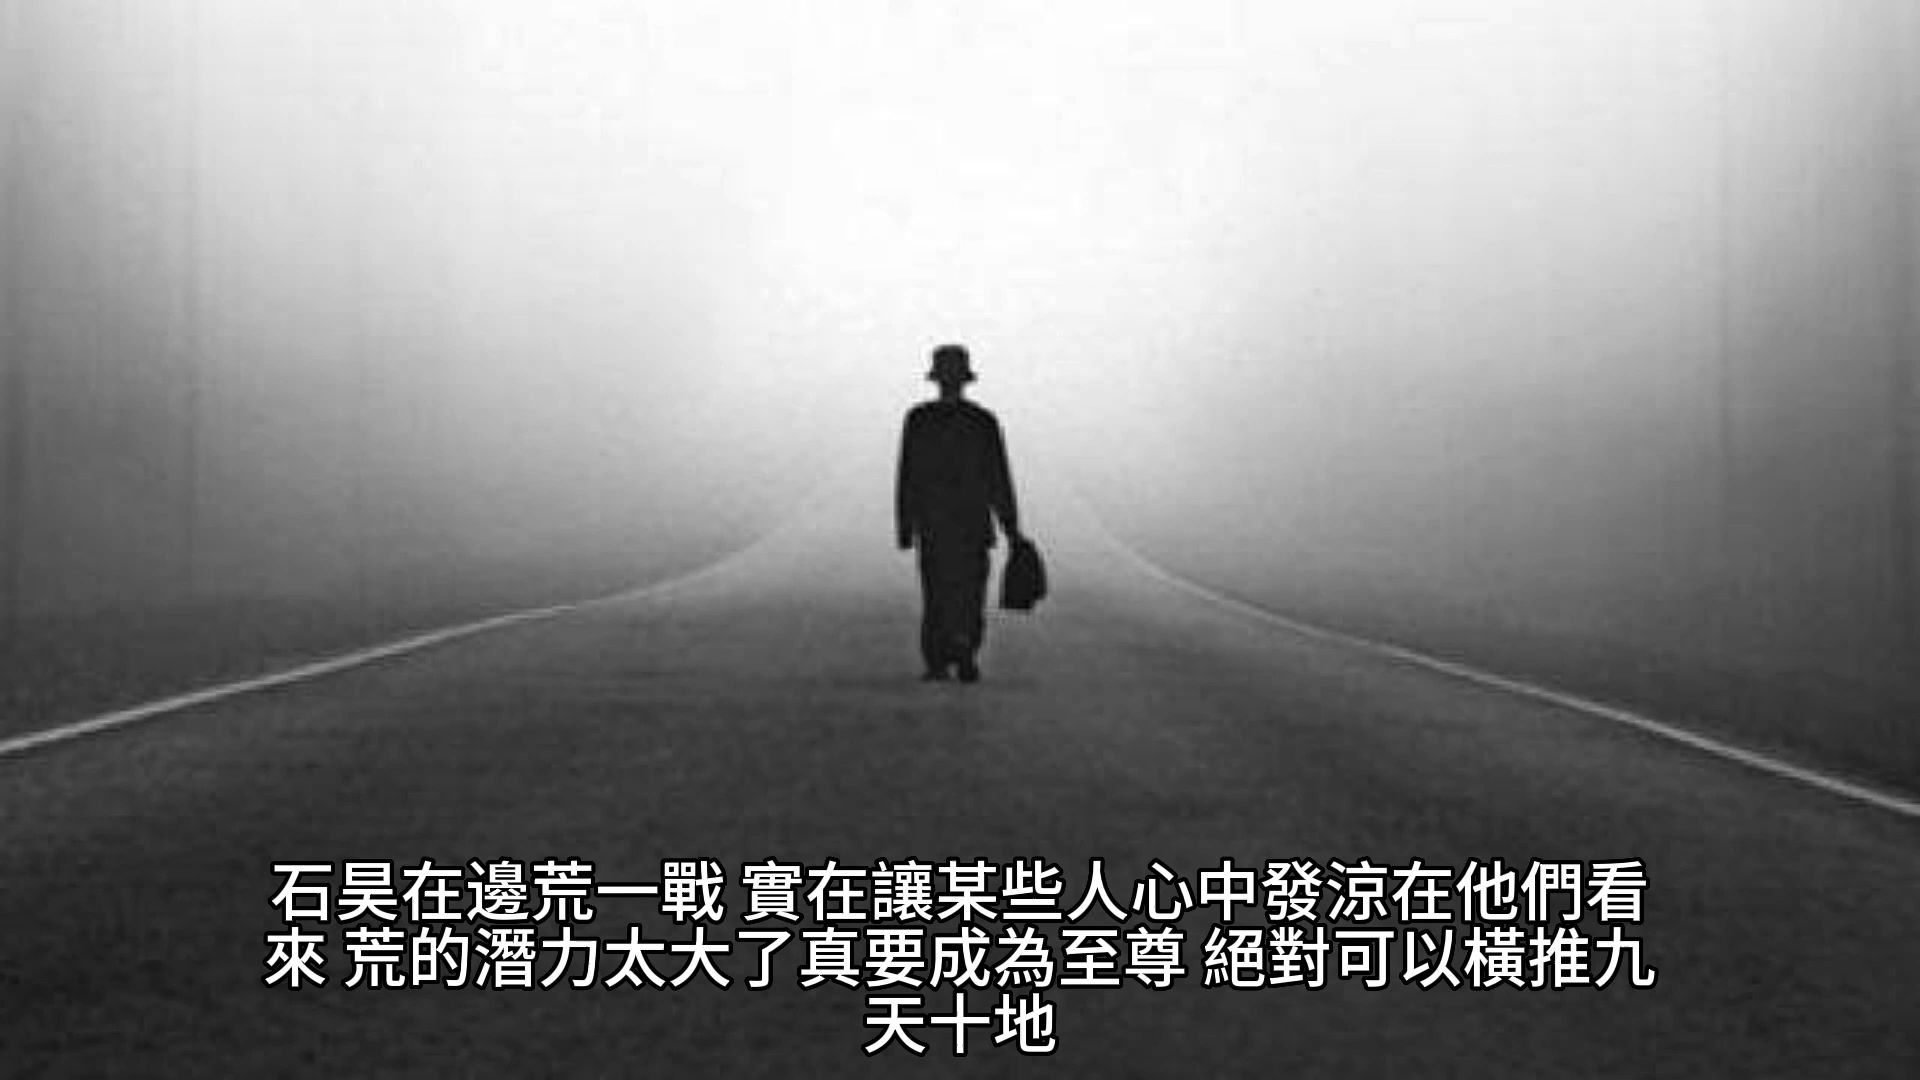 石昊在邊荒一戰 實在讓某些人心中發涼在他們看
來 荒的潛力太大了真要成為至尊 絕對可以橫推九
天十地